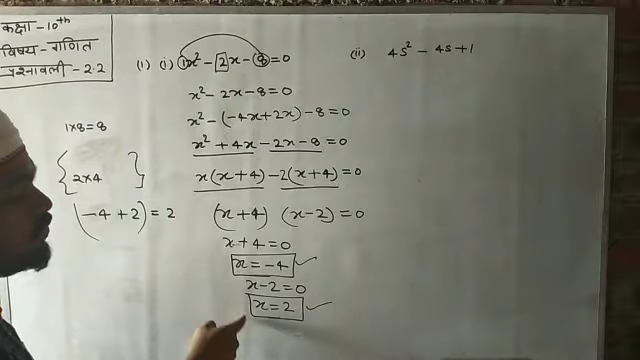 कक्षा - 10th
विषय - गणित
प्रश्नावली - 2.2
(1) (i) 1x² - 2x - 8 = 0
x² - 2x - 8 = 0
x² - (-4x + 2x) - 8 = 0
x² + 4x - 2x - 8 = 0
x(x + 4) - 2(x + 4) = 0
(x + 4) (x - 2) = 0
x + 4 = 0
x = -4 ✓
x - 2 = 0
x = 2 ✓
1 x 8 = 8
{ 2 x 4 }
(-4 + 2) = 2
(ii) 4s² - 4s + 1